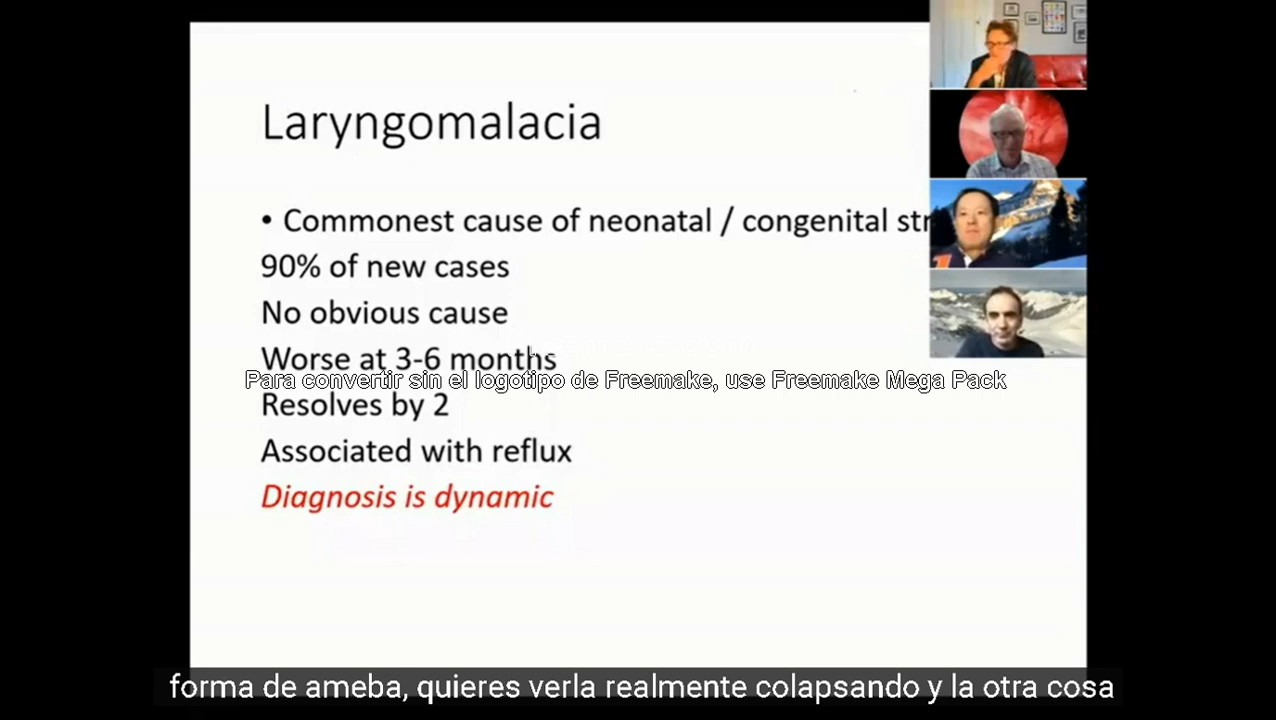 Laryngomalacia
• Commonest cause of neonatal / congenital
90% of new cases
No obvious cause
Worse at 3-6 months
Para convertir sin el logotipo de Freemake, use Freemake Mega Pack
Resolves by 2
Associated with reflux
Diagnosis is dynamic
forma de ameba, quieres verla realmente colapsando y la otra cosa